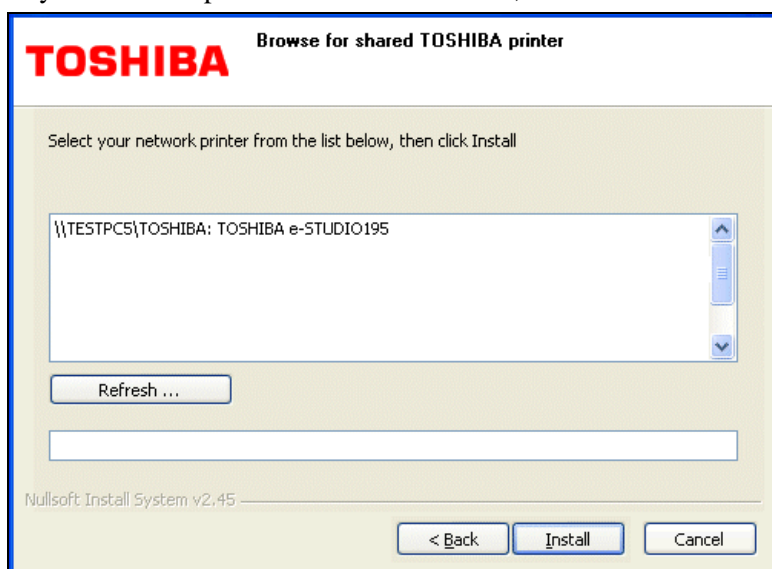 Browse for shared TOSHIBA printer
TOSHIBA
Select your network printer from the list below, then click Install
\\TESTPC5\TOSHIBA: TOSHIBA e-STUDIO195
Refresh ...
Nullsoft Install System v2.45
< Back Install Cancel